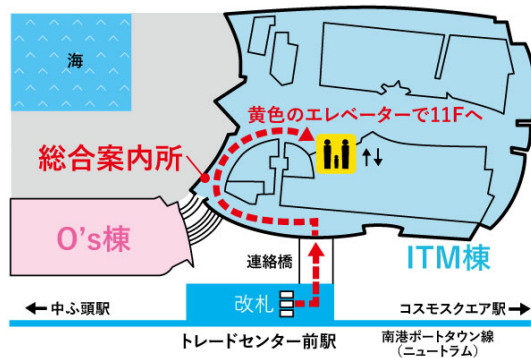 海
黄色のエレベーターで11Fへ
総合案内所
O's棟
ITM棟
連絡橋
改札
← 中ふ頭駅
コスモスクエア駅 →
トレードセンター前駅
南港ポートタウン線
（ニュートラム）